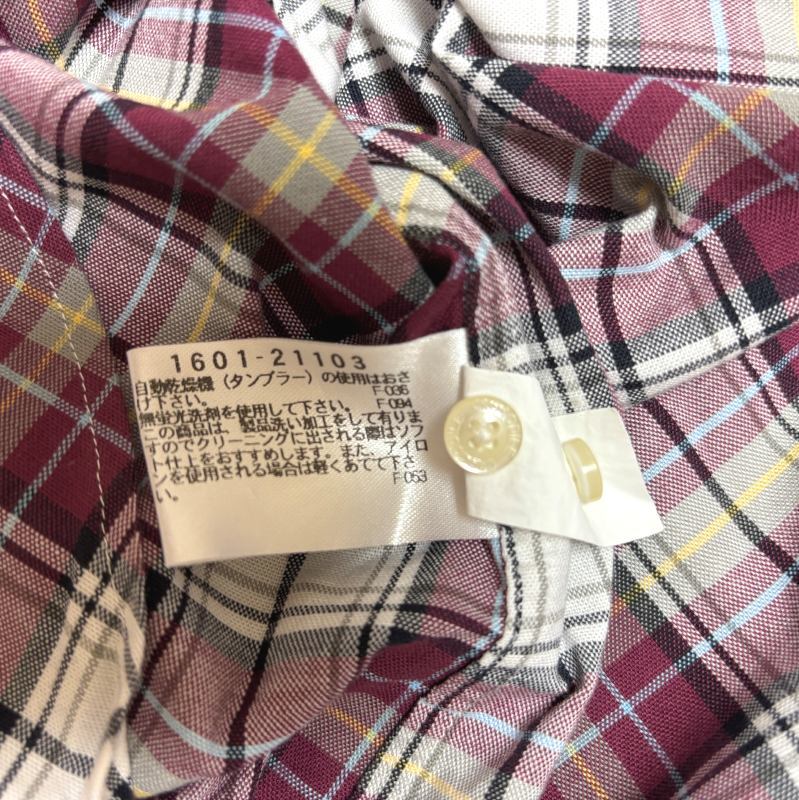 1601-21103
自動乾燥機（タンブラー）の使用はおさ
け下さい。 F-036
無蛍光洗剤を使用して下さい。 F-094
この商品は、製品洗い加工をして有りま
すのでクリーニングに出される際はソフ
ト仕上をおすすめします。また、アイロ
ンを使用される場合は軽くあてて下さ
い。 F-053